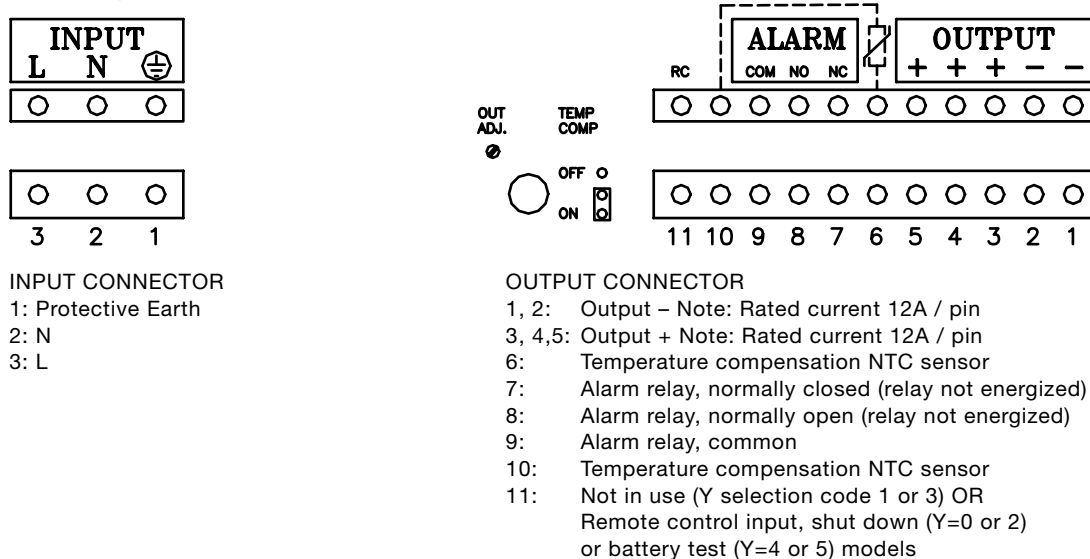 INPUT
L N
3 2 1
INPUT CONNECTOR
1: Protective Earth
2: N
3: L
ALARM OUTPUT
RC COM NO NC + + + – –
OUT ADJ.
TEMP COMP
OFF
ON
11 10 9 8 7 6 5 4 3 2 1
OUTPUT CONNECTOR
1, 2: Output – Note: Rated current 12A / pin
3, 4,5: Output + Note: Rated current 12A / pin
6: Temperature compensation NTC sensor
7: Alarm relay, normally closed (relay not energized)
8: Alarm relay, normally open (relay not energized)
9: Alarm relay, common
10: Temperature compensation NTC sensor
11: Not in use (Y selection code 1 or 3) OR
Remote control input, shut down (Y=0 or 2)
or battery test (Y=4 or 5) models